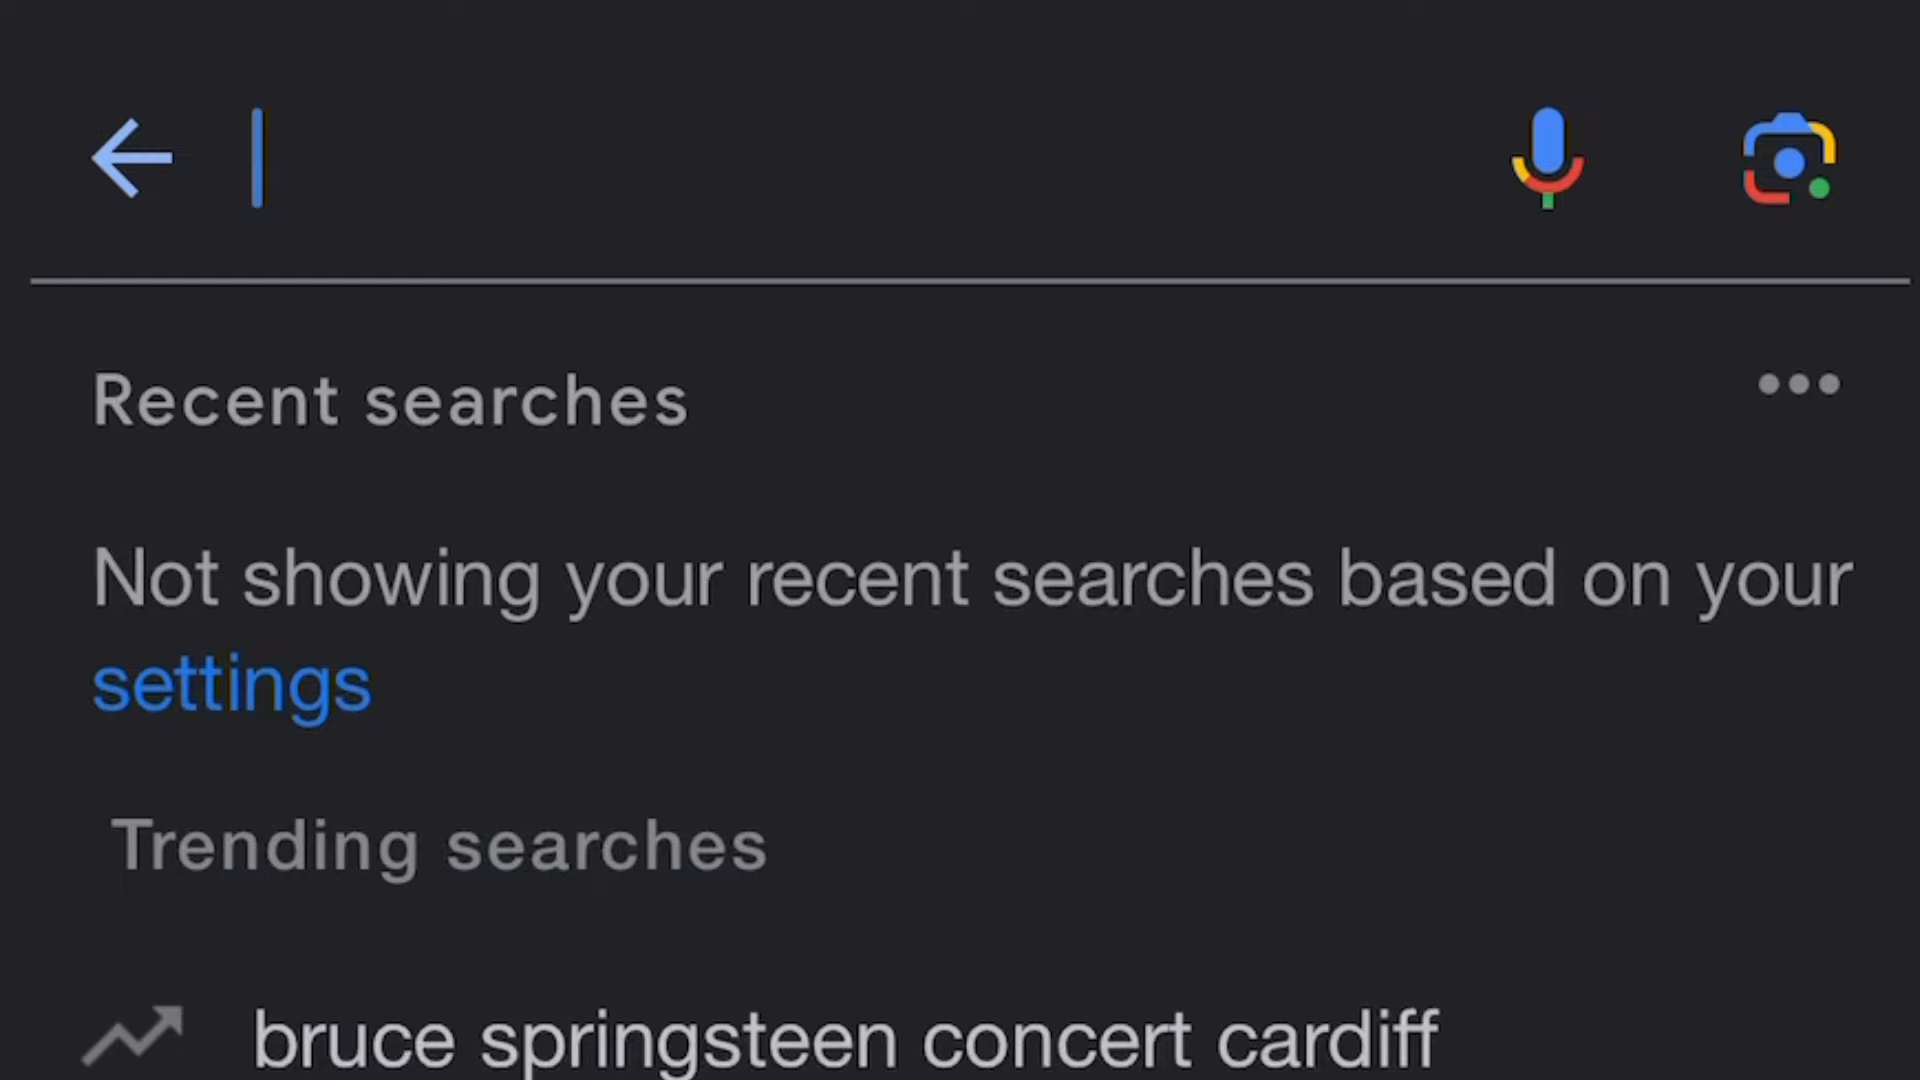 Recent searches
Not showing your recent searches based on your
settings
Trending searches
bruce springsteen concert cardiff